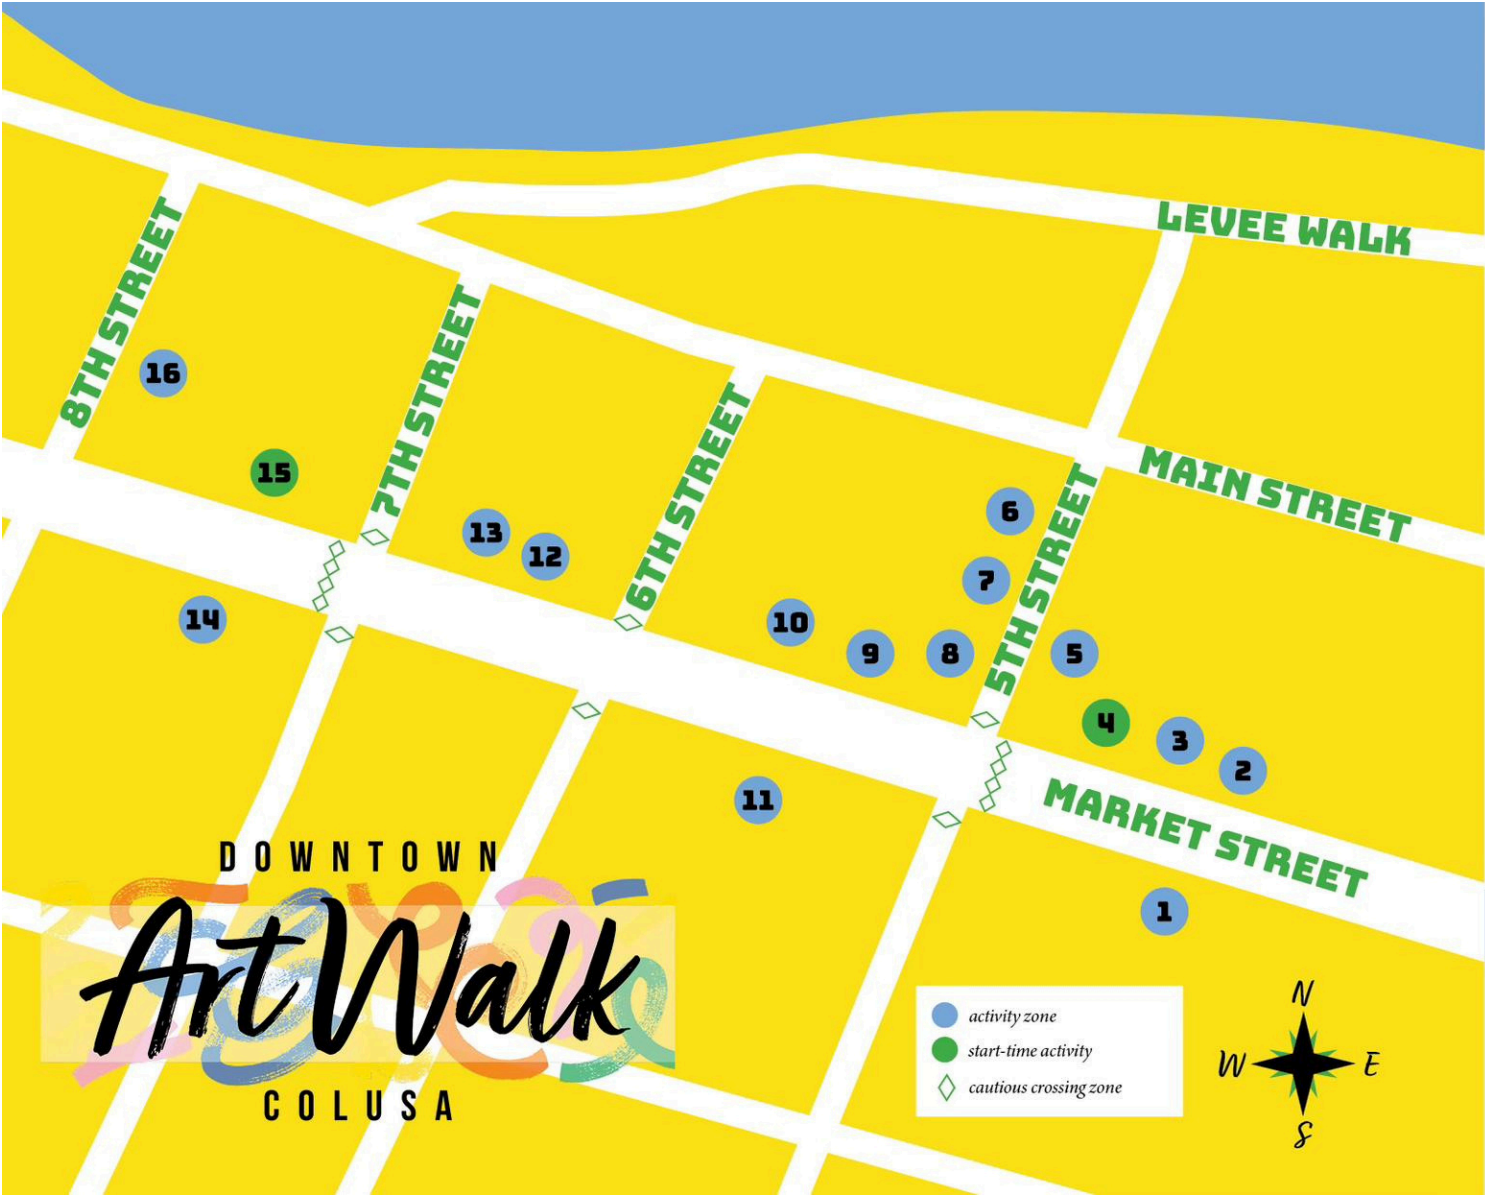 LEVEE WALK
8TH STREET
7TH STREET
6TH STREET
5TH STREET
MAIN STREET
MARKET STREET
16
15
14
13
12
11
10
9
8
7
6
5
4
3
2
1
DOWNTOWN
ArtWalk
COLUSA
activity zone
start-time activity
cautious crossing zone
N
W
E
S